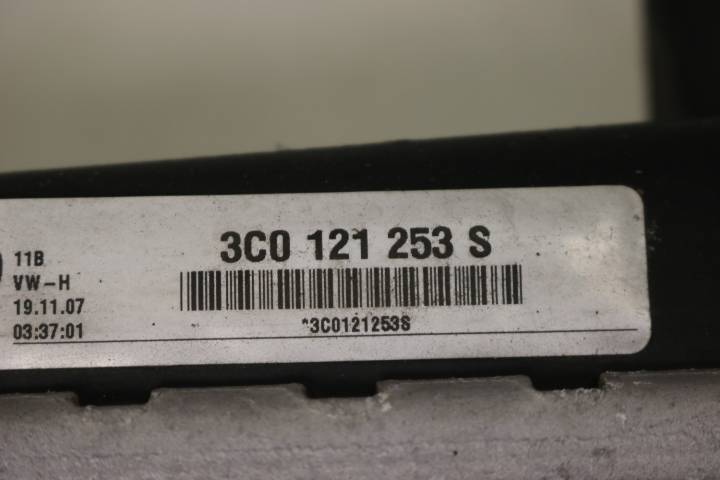 3C0 121 253 S
11B
VW-H
19.11.07
03:37:01
*3C0121253S